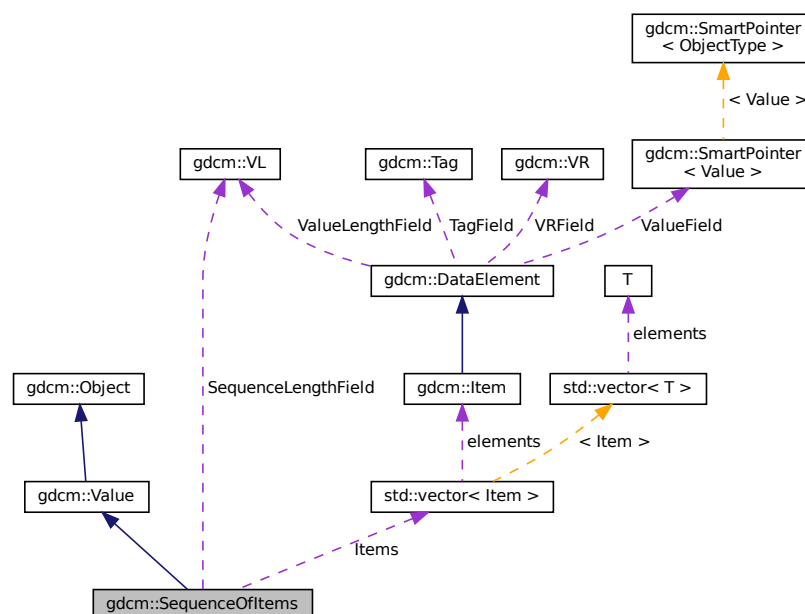 gdcm::SmartPointer
< ObjectType >
< Value >
gdcm::VL
gdcm::Tag
gdcm::VR
gdcm::SmartPointer
< Value >
ValueLengthField
TagField
VRField
ValueField
gdcm::DataElement
T
elements
gdcm::Object
SequenceLengthField
gdcm::Item
std::vector< T >
elements
< Item >
gdcm::Value
std::vector< Item >
Items
gdcm::SequenceOfItems